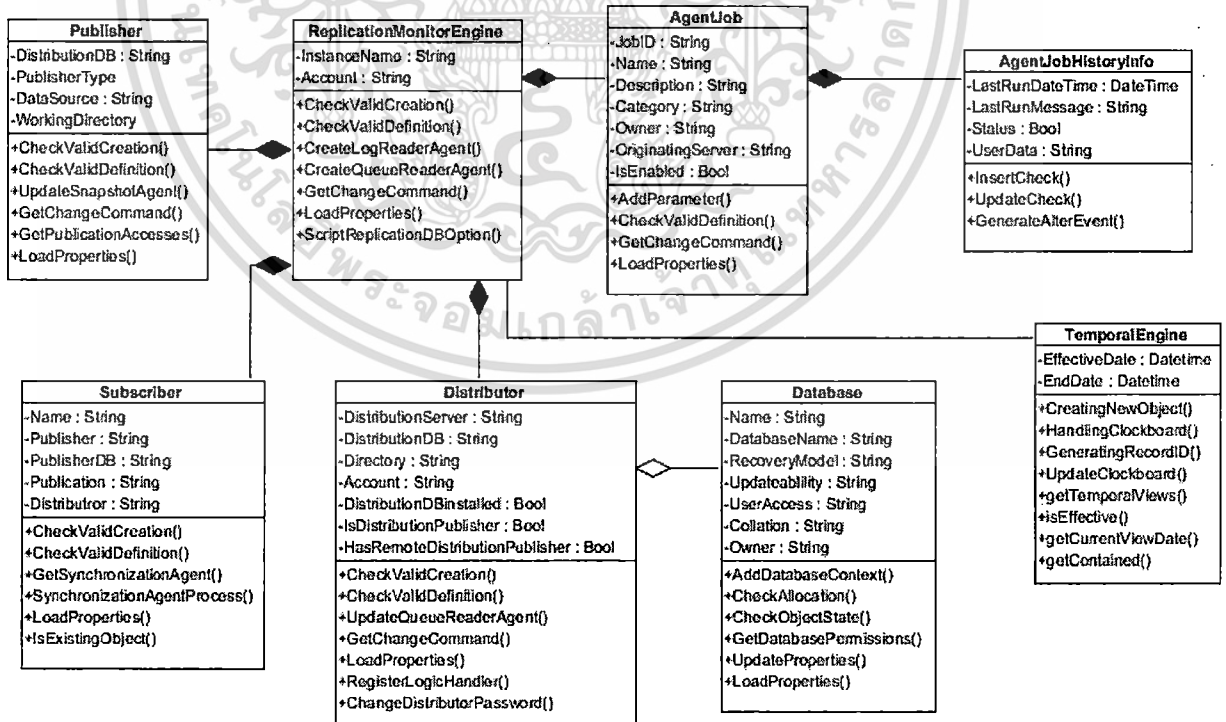 Publisher
-DistributionDB : String
-PublisherType
-DataSource : String
-WorkingDirectory
+CheckValidCreation()
+CheckValidDefinition()
+UpdateSnapshotAgent()
+GetChangeCommand()
+GetPublicationAccesses()
+LoadProperties()
ReplicationMonitorEngine
-InstanceName : String
-Account : String
+CheckValidCreation()
+CheckValidDefinition()
+CreateLogReaderAgent()
+CreateQueueReaderAgent()
+GetChangeCommand()
+LoadProperties()
+ScriptReplicationDBOption()
AgentJob
-JobID : String
-Name : String
-Description : String
-Category : String
-Owner : String
-OriginatingServer : String
-IsEnabled : Bool
+AddParameter()
+CheckValidDefinition()
+GetChangeCommand()
+LoadProperties()
AgentJobHistoryInfo
-LastRunDateTime : DateTime
-LastRunMessage : String
-Status : Bool
-UserData : String
+InsertCheck()
+UpdateCheck()
+GenerateAlterEvent()
Subscriber
-Name : String
-Publisher : String
-PublisherDB : String
-Publication : String
-Distributror : String
+CheckValidCreation()
+CheckValidDefinition()
+GetSynchronizationAgent()
+SynchronizationAgentProcess()
+LoadProperties()
+IsExistingObject()
Distributor
-DistributionServer : String
-DistributionDB : String
-Directory : String
-Account : String
-DistributionDBinstalled : Bool
-IsDistributionPublisher : Bool
-HasRemoteDistributionPublisher : Bool
+CheckValidCreation()
+CheckValidDefinition()
+UpdateQueueReaderAgent()
+GetChangeCommand()
+LoadProperties()
+RegisterLogicHandler()
+ChangeDistributorPassword()
Database
-Name : String
-DatabaseName : String
-RecoveryModel : String
-Updateability : String
-UserAccess : String
-Collation : String
-Owner : String
+AddDatabaseContext()
+CheckAllocation()
+CheckObjectState()
+GetDatabasePermissions()
+UpdateProperties()
+LoadProperties()
TemporalEngine
-EffectiveDate : Datetime
-EndDate : Datetime
+CreatingNewObject()
+HandlingClockboard()
+GeneratingRecordID()
+UpdateClockboard()
+getTemporalViews()
+isEffective()
+getCurrentViewDate()
+getContained()